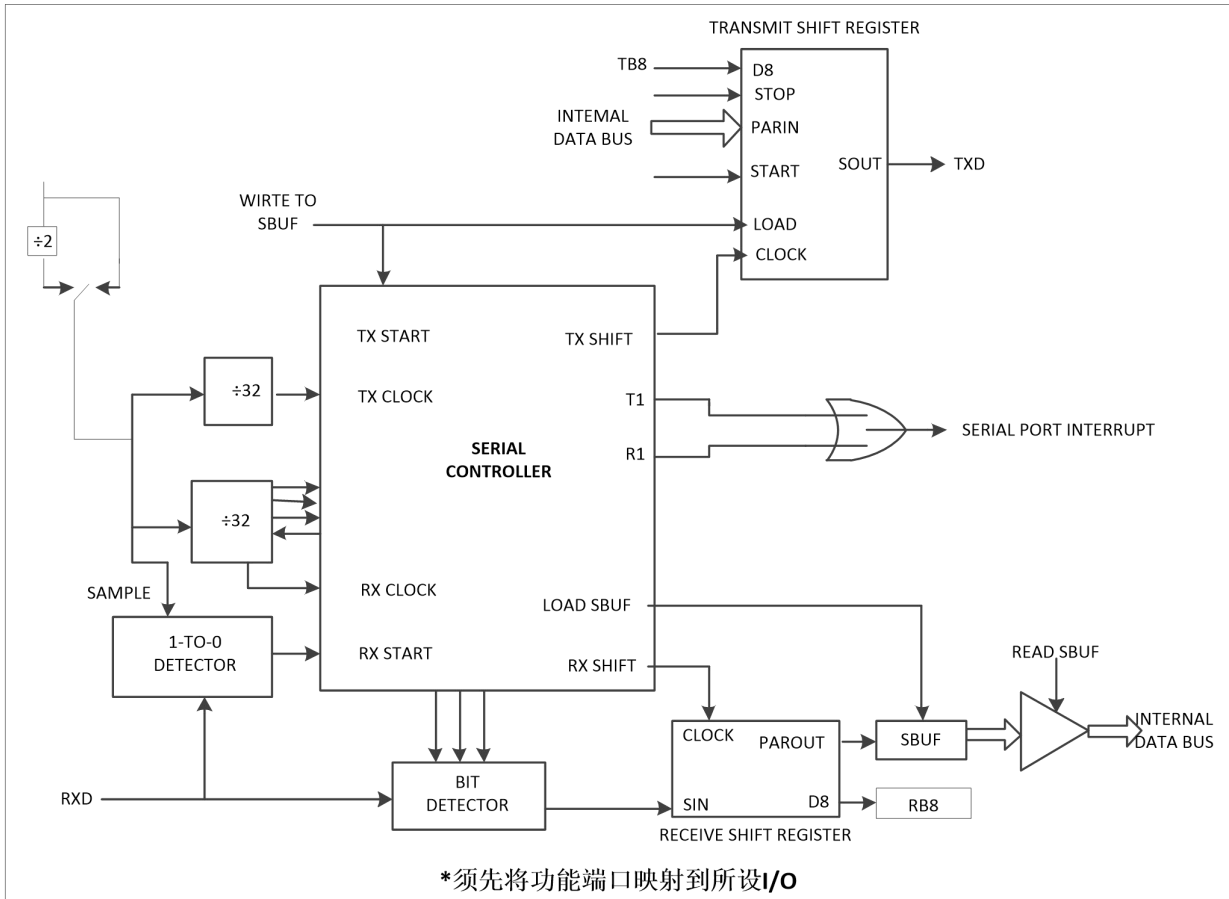 TRANSMIT SHIFT REGISTER
TB8
D8
STOP
INTEMAL
DATA BUS
PARIN
START
SOUT
TXD
WIRTE TO
SBUF
LOAD
CLOCK
÷2
TX START
TX SHIFT
÷32
TX CLOCK
T1
SERIAL
CONTROLLER
R1
SERIAL PORT INTERRUPT
÷32
SAMPLE
RX CLOCK
LOAD SBUF
1-TO-0
DETECTOR
RX START
RX SHIFT
READ SBUF
CLOCK
PAROUT
SBUF
INTERNAL
DATA BUS
RXD
BIT
DETECTOR
SIN
D8
RB8
RECEIVE SHIFT REGISTER
*须先将功能端口映射到所设I/O